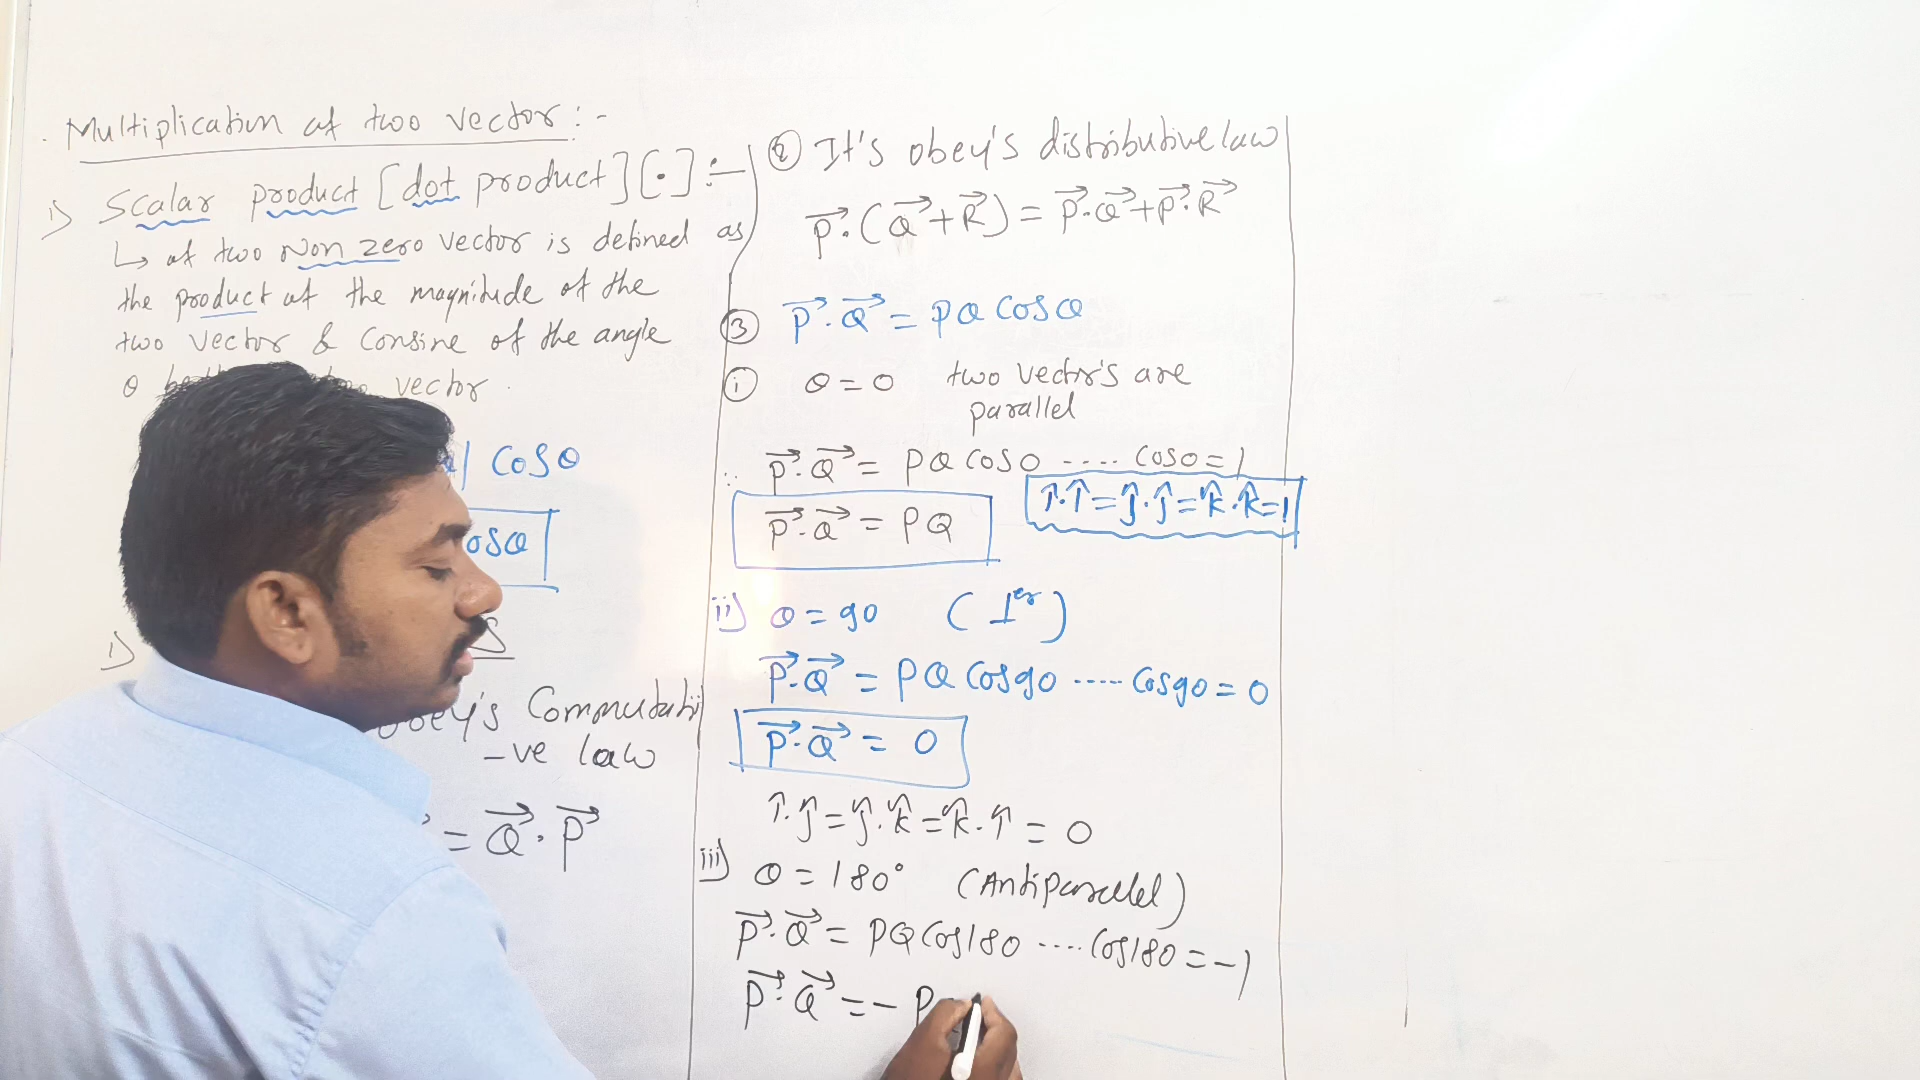 Multiplication of two vector :-
i) Scalar product [dot product] [·] :-
↳ of two Non zero vector is defined as
the product of the magnitude of the
two vector & Consine of the angle
θ vector.
| COSθ
osθ
1)
obey's Commutati
-ve law
= Q⃗ · P⃗
② It's obey's distributive law
P⃗ · (Q⃗ + R⃗) = P⃗·Q⃗ + P⃗·R⃗
③ P⃗ · Q⃗ = PQ COSθ
ⓘ θ = 0 two vector's are
parallel
∴ P⃗ · Q⃗ = PQ COS0 .... COS0 = 1
P⃗ · Q⃗ = PQ
î·î = ĵ·ĵ = k̂·k̂ = 1
ii) θ = 90 (⊥er)
P⃗·Q⃗ = PQ Cos90 ..... Cos90 = 0
P⃗·Q⃗ = 0
î·ĵ = ĵ·k̂ = k̂·î = 0
iii) θ = 180° (Antiparallel)
P⃗·Q⃗ = PQ Cos180 .... Cos180 = -1
P⃗·Q⃗ = - P